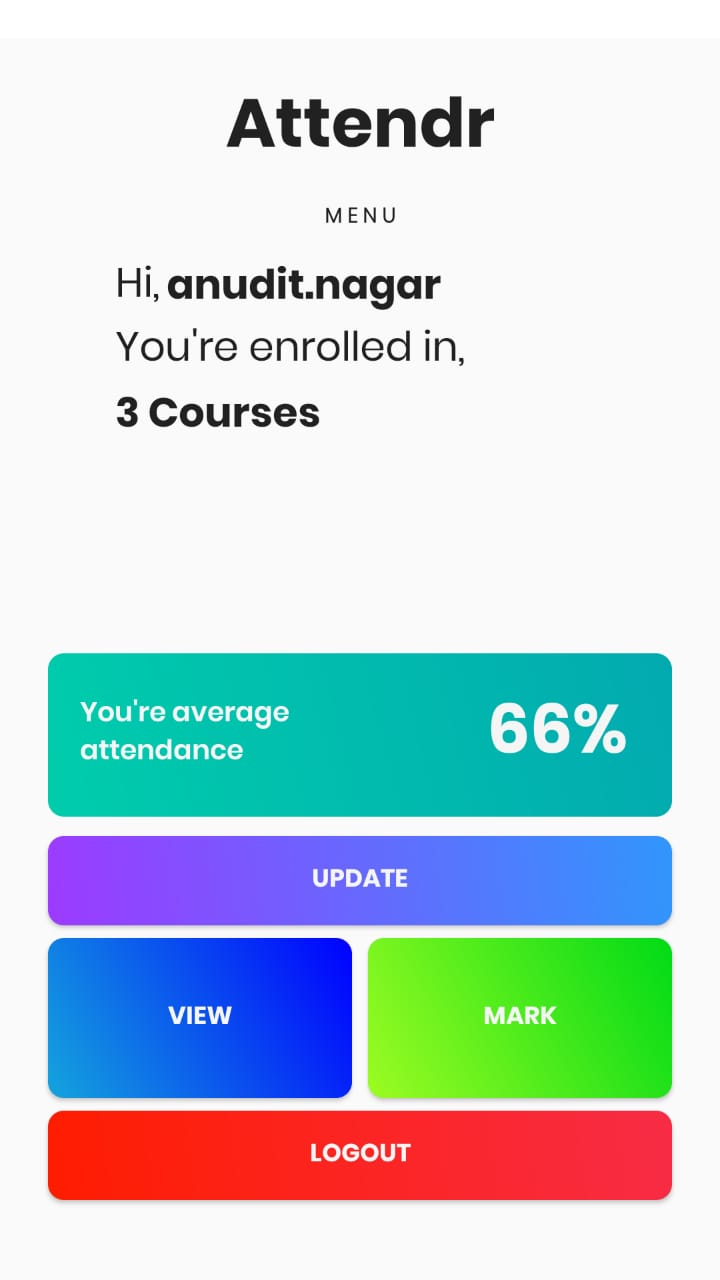 Attendr
MENU
Hi, anudit.nagar
You're enrolled in,
3 Courses
You're average
attendance
66%
UPDATE
VIEW
MARK
LOGOUT